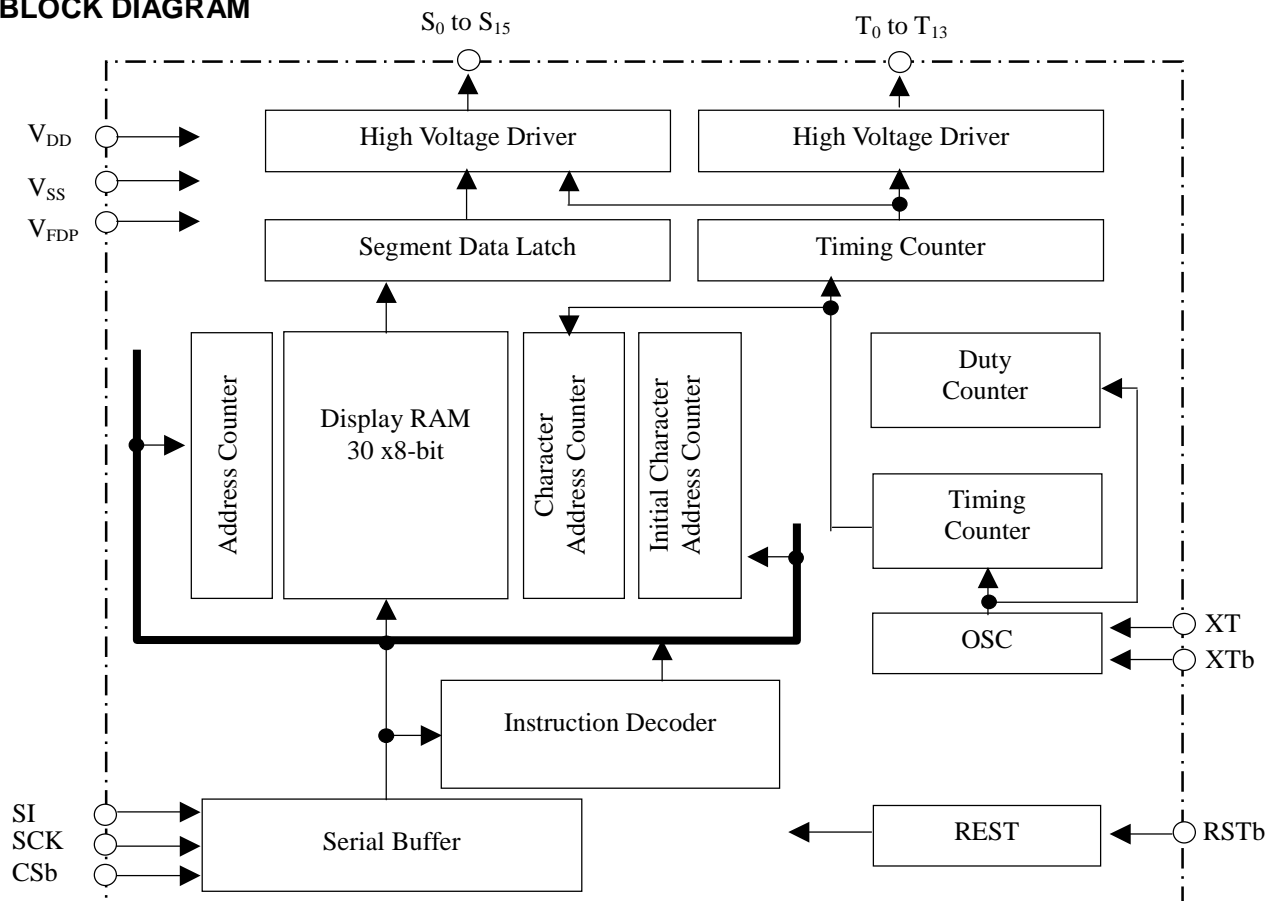 BLOCK DIAGRAM
S0 to S15
T0 to T13
VDD
High Voltage Driver
High Voltage Driver
VSS
VFDP
Segment Data Latch
Timing Counter
Address Counter
Display RAM
30 x8-bit
Character
Address Counter
Initial Character
Address Counter
Duty
Counter
Timing
Counter
OSC
XT
XTb
Instruction Decoder
SI
SCK
CSb
Serial Buffer
REST
RSTb